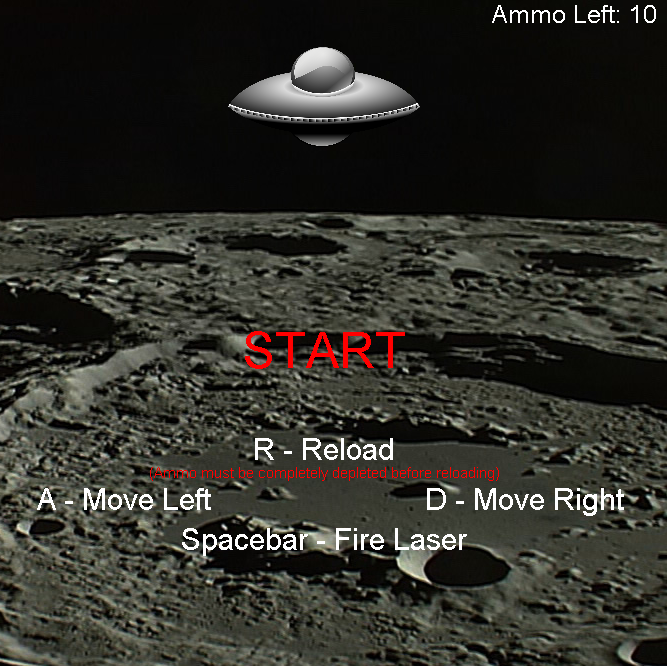 Ammo Left: 10
START
R - Reload
(Ammo must be completely depleted before reloading)
A - Move Left
D - Move Right
Spacebar - Fire Laser